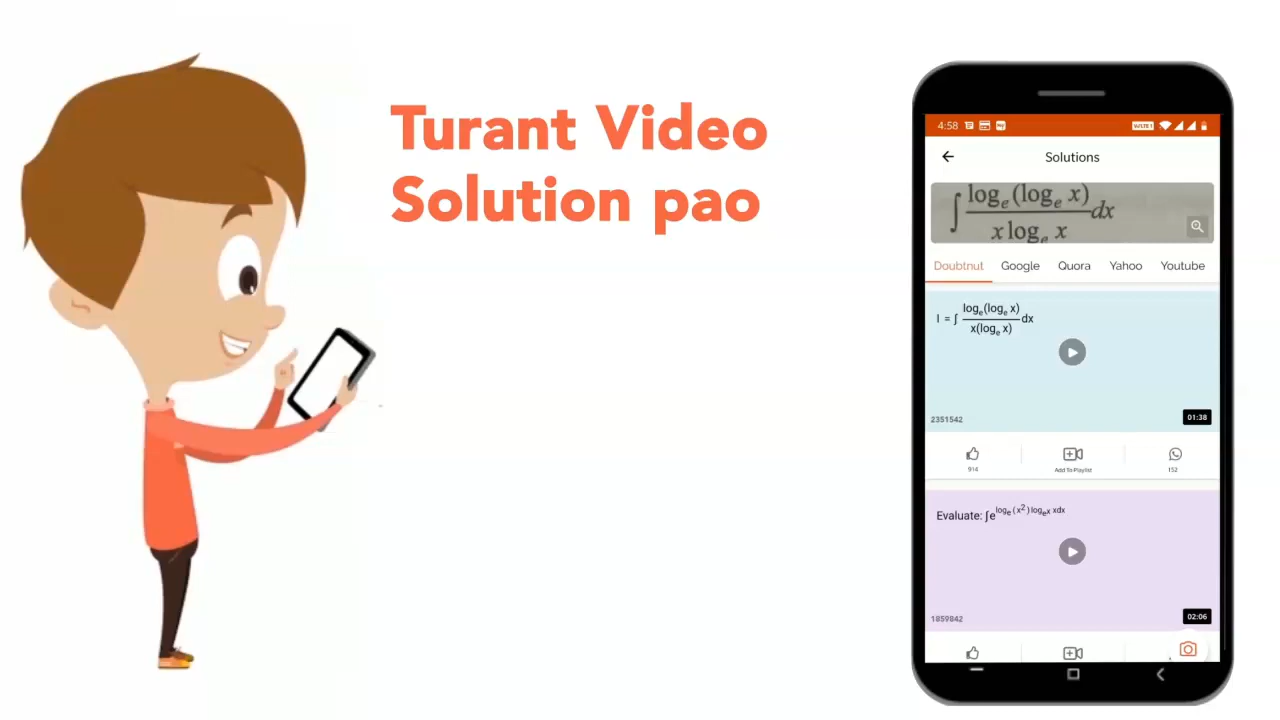 Turant Video
Solution pao
4:58
VoLTE1
Solutions
∫ logₑ(logₑ x) / x logₑ x dx
Doubtnut Google Quora Yahoo Youtube
I = ∫ logₑ(logₑ x) / x(logₑ x) dx
2351542
01:38
914
Add To Playlist
152
Evaluate: ∫e^logₑ(x²)logₑx xdx
1859842
02:06